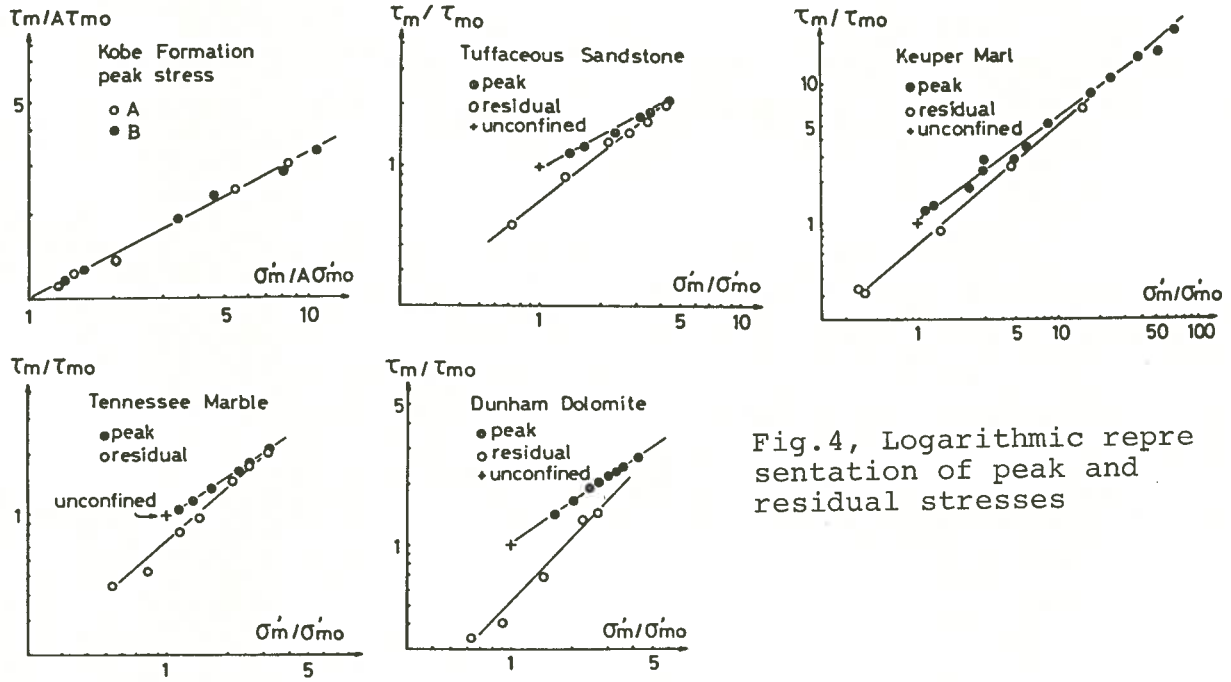 τm/Aτmo
Kobe Formation
peak stress
○ A
● B
5
σ'm/Aσ'mo
1 5 10
τm/τmo
Tuffaceous Sandstone
● peak
○ residual
+ unconfined
1
σ'm/σ'mo
1 5 10
τm/τmo
Keuper Marl
● peak
○ residual
+ unconfined
10
5
1
σ'm/σ'mo
1 5 10 50 100
τm/τmo
Tennessee Marble
● peak
○ residual
unconfined
1
σ'm/σ'mo
1 5
τm/τmo
5
Dunham Dolomite
● peak
○ residual
+ unconfined
1
σ'm/σ'mo
1 5
Fig.4, Logarithmic repre
sentation of peak and
residual stresses